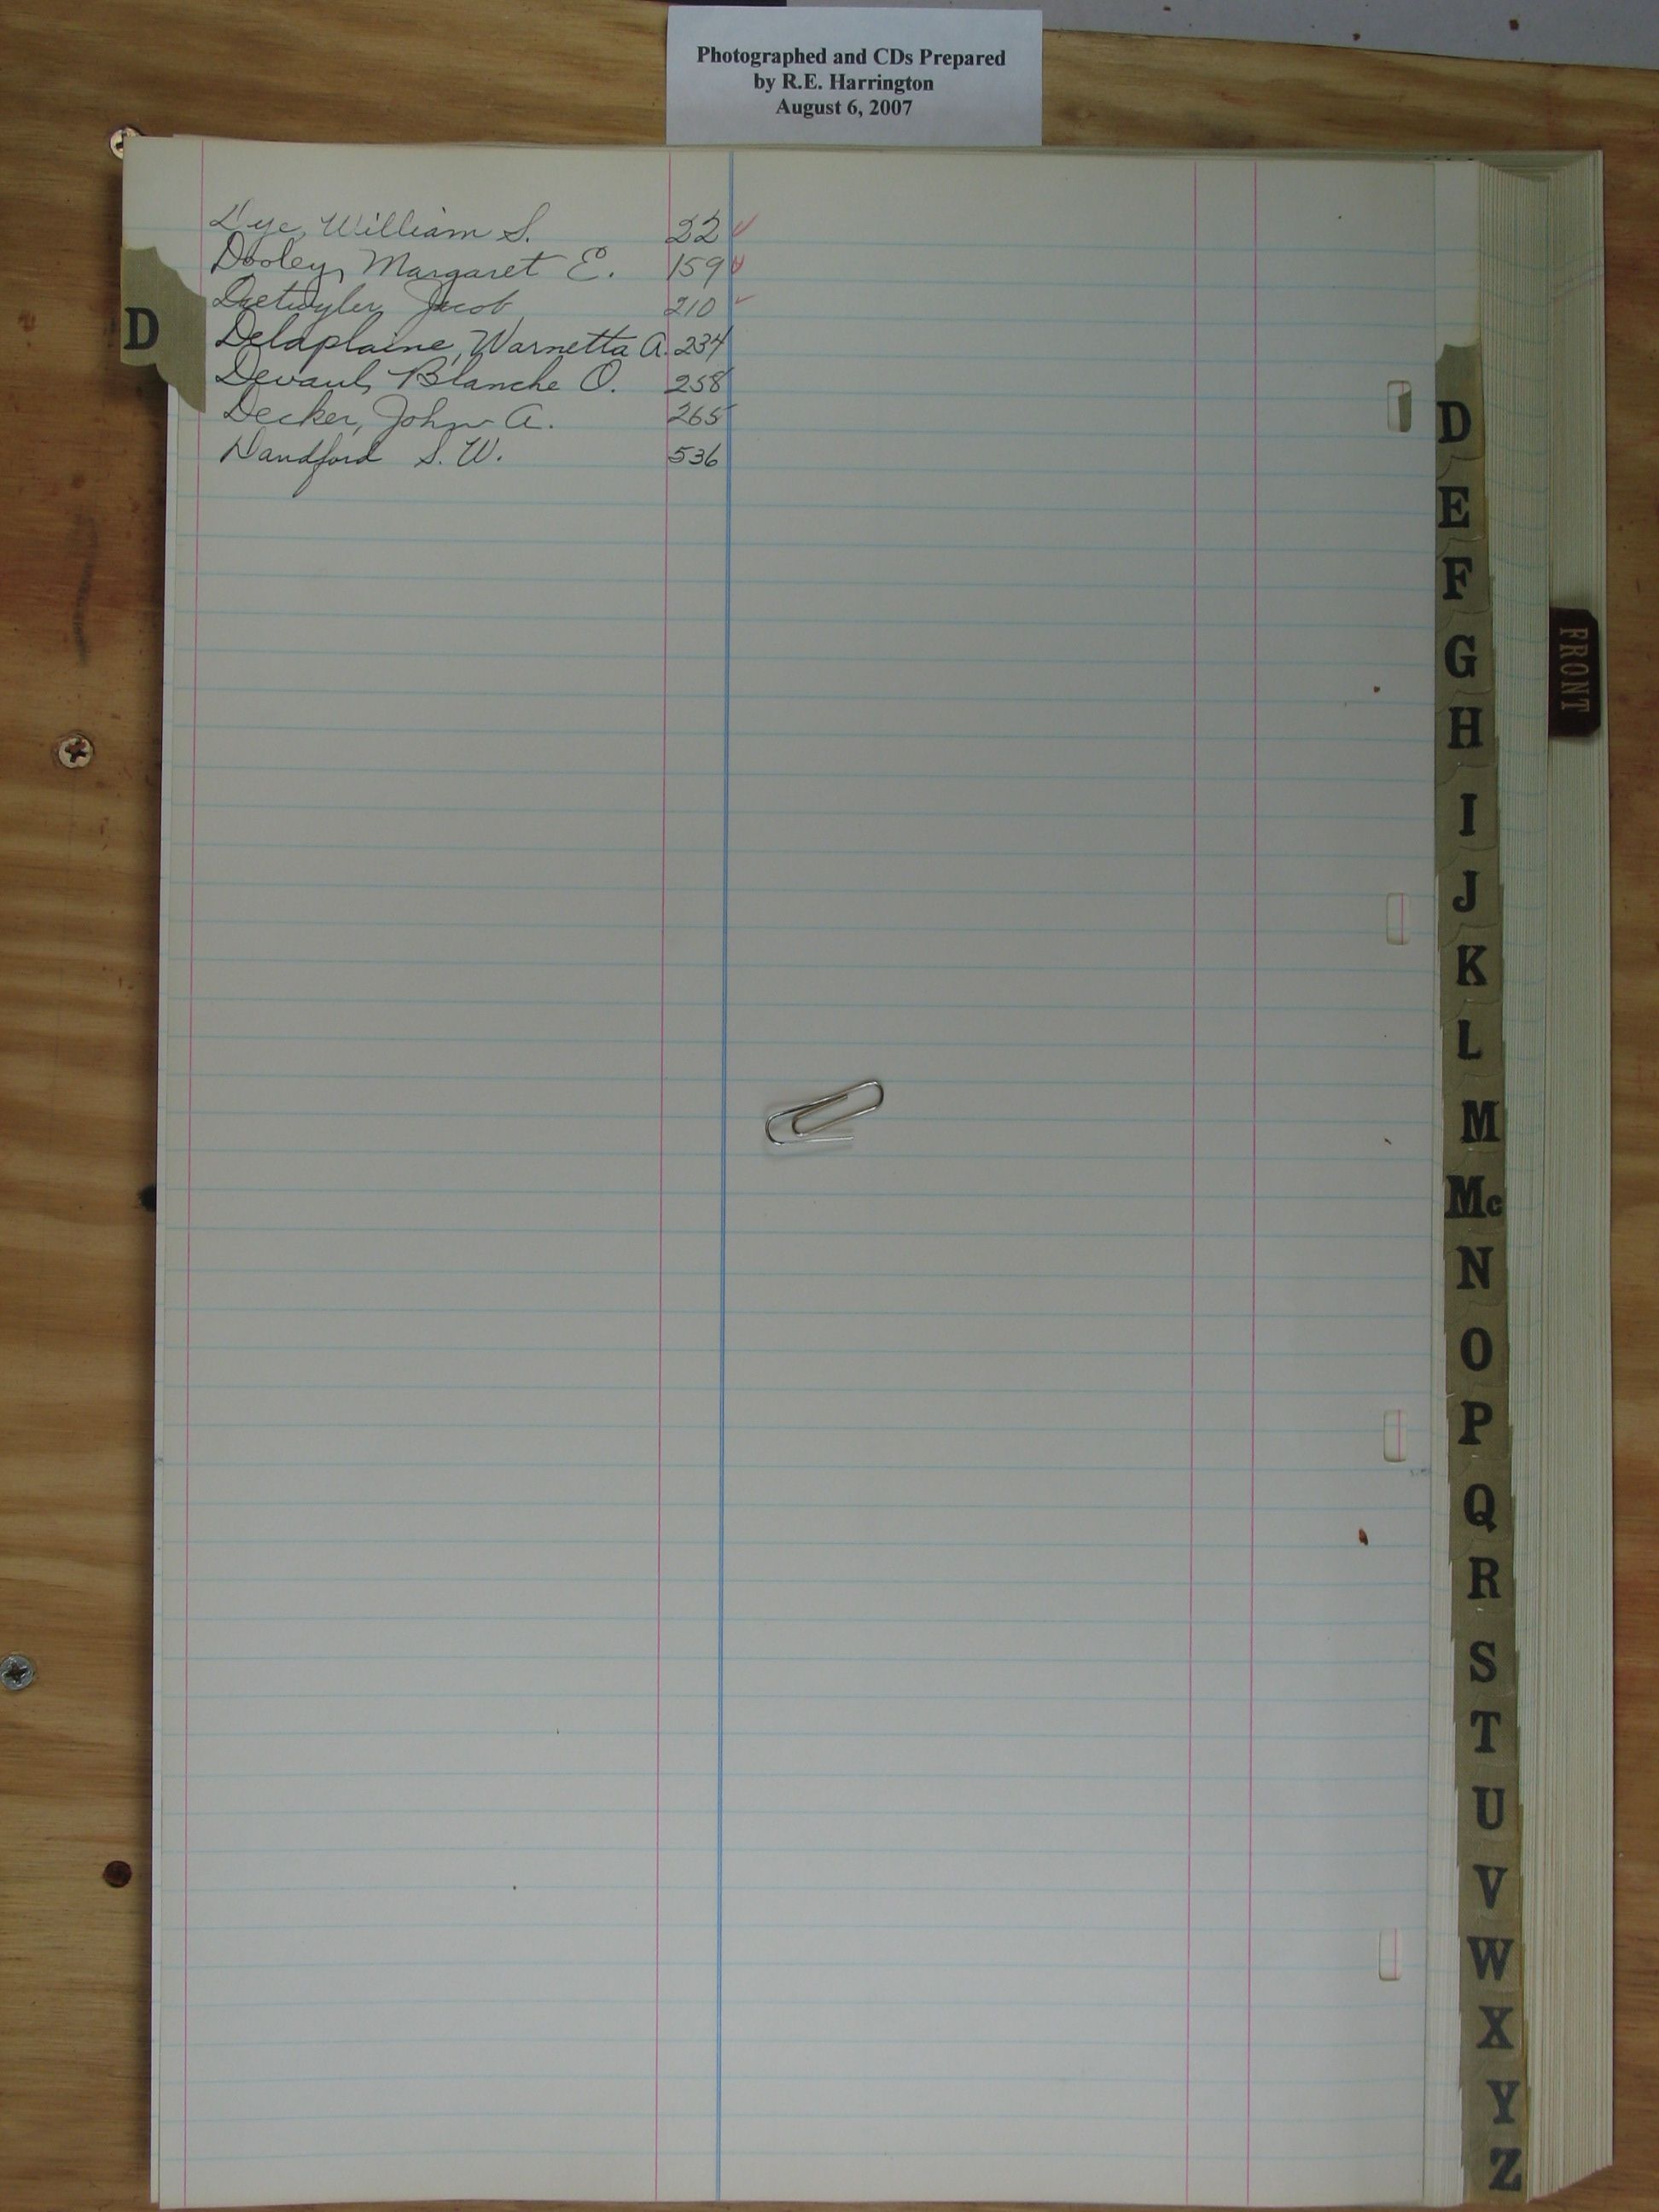 Photographed and CDs Prepared
by R.E. Harrington
August 6, 2007
Dye, William S. 22
Dooley, Margaret E. 159
Dietwyler, Jacob 210
Delaplaine, Warnetta A. 234
Devault, Blanche O. 258
Decker, John A. 265
Dandford S. W. 536
D
D
E
F
G
H
I
J
K
L
M
Mc
N
O
P
Q
R
S
T
U
V
W
X
Y
Z
FRONT